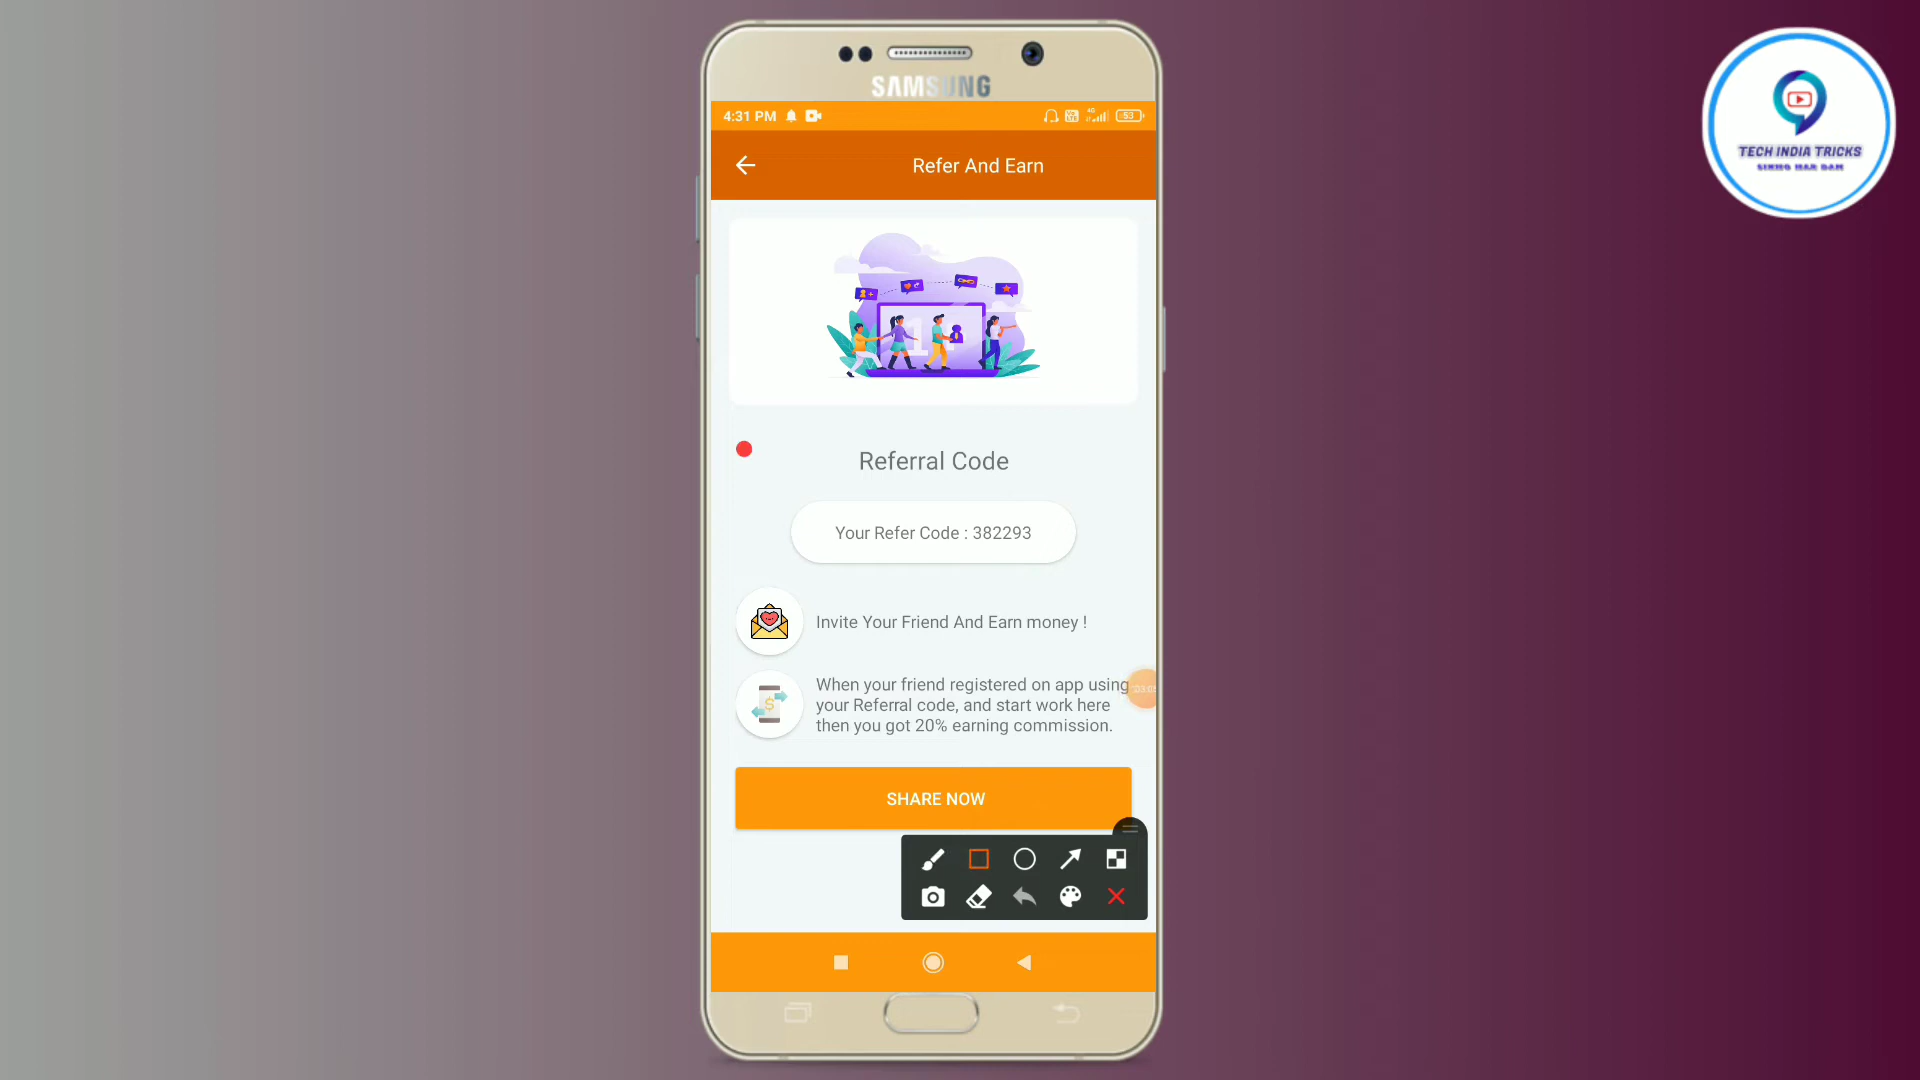 SAMSUNG
4:31 PM
4G
53
Refer And Earn
TECH INDIA TRICKS
Referral Code
Your Refer Code : 382293
Invite Your Friend And Earn money !
When your friend registered on app using
your Referral code, and start work here
then you got 20% earning commission.
SHARE NOW